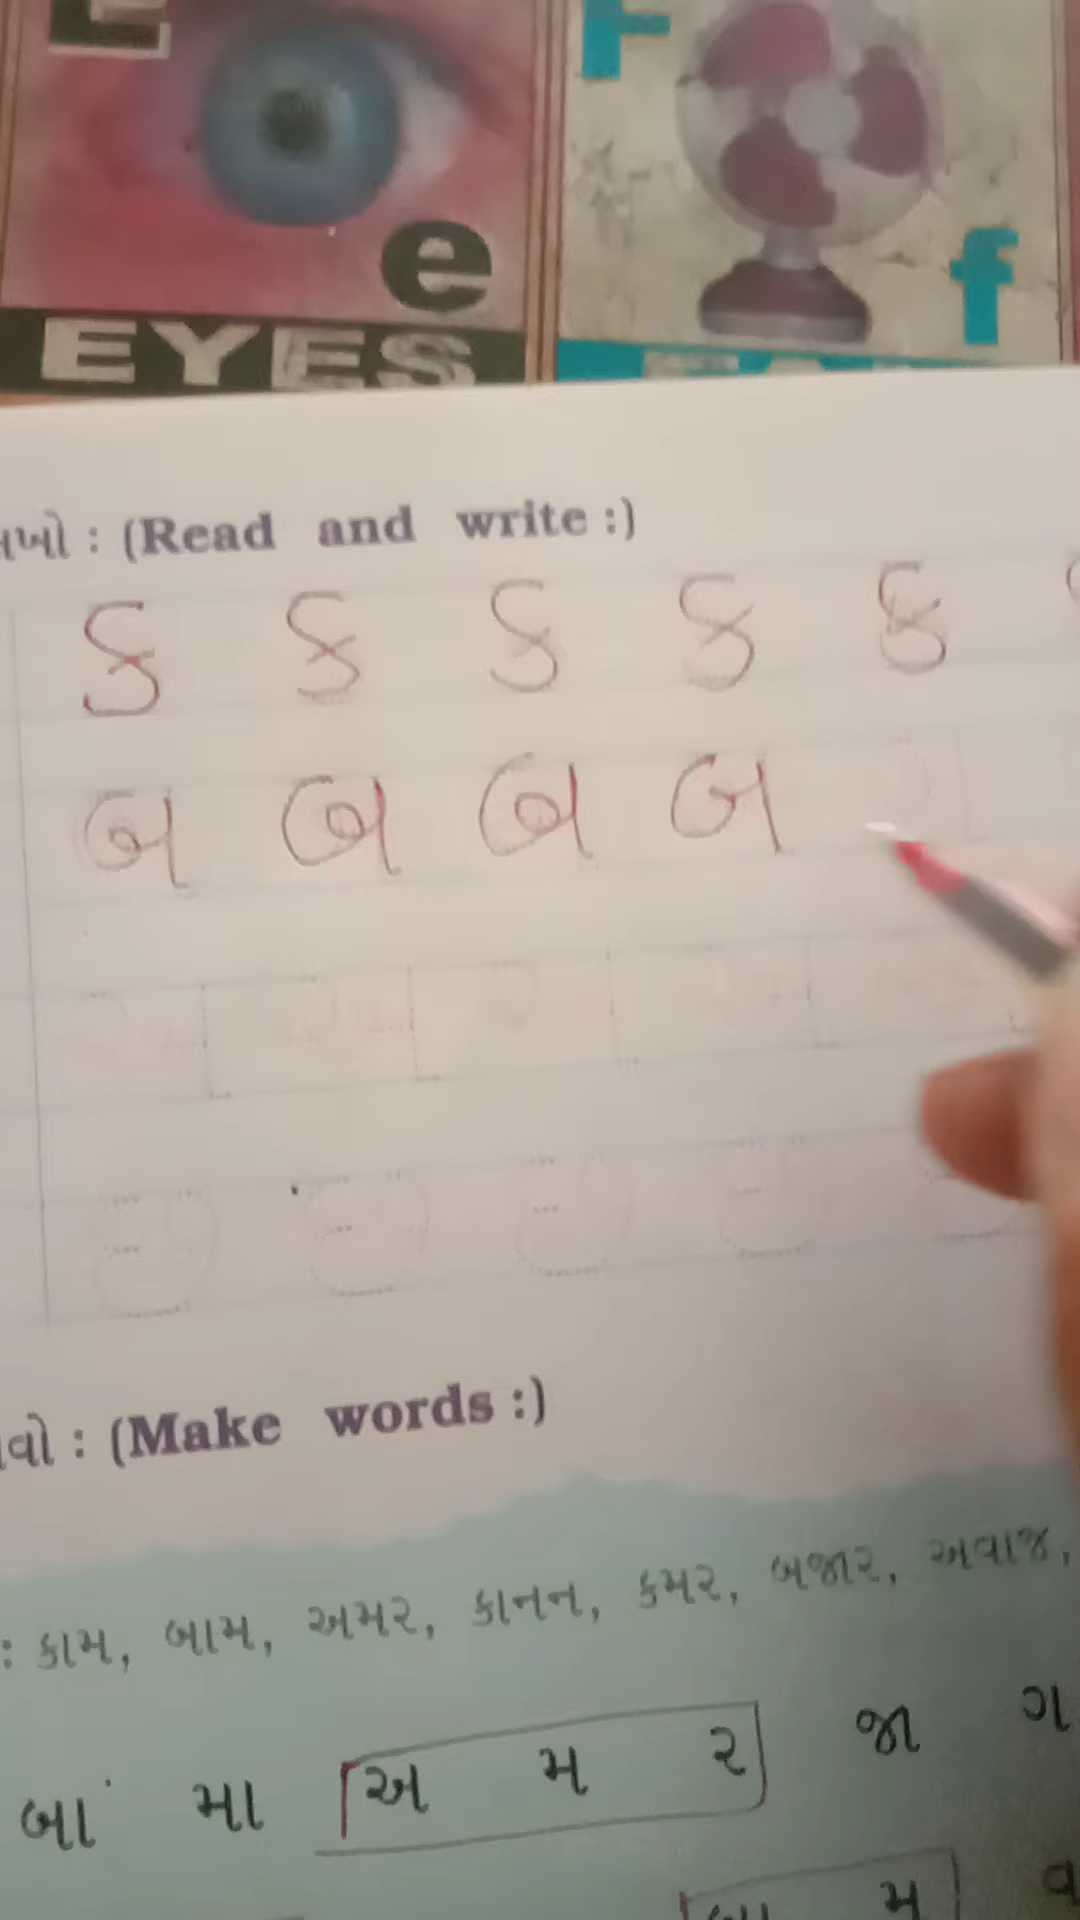 e f
EYES
(Read and write :)
ક ક ક ક ક
બ બ બ બ
(Make words :)
: કામ, બામ, અમર, કાનન, કમર, બજાર, અવાજ,
બાં મા અ મ ર જા ગ
બા મ વ